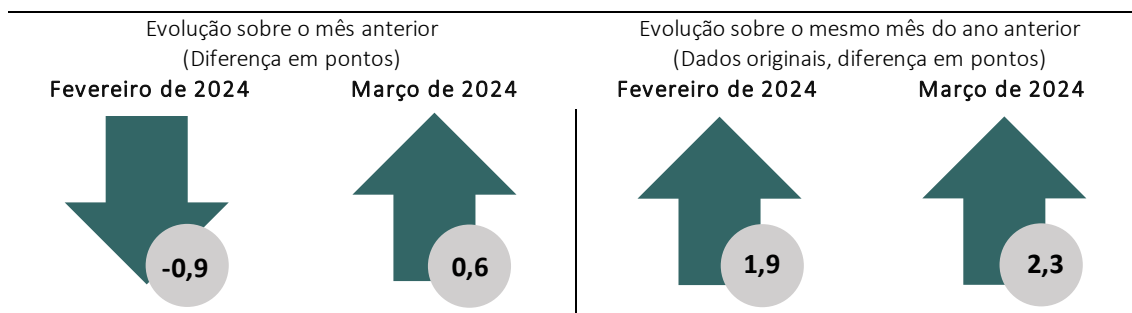 Evolução sobre o mês anterior
(Diferença em pontos)
Fevereiro de 2024 Março de 2024
-0,9 0,6
Evolução sobre o mesmo mês do ano anterior
(Dados originais, diferença em pontos)
Fevereiro de 2024 Março de 2024
1,9 2,3